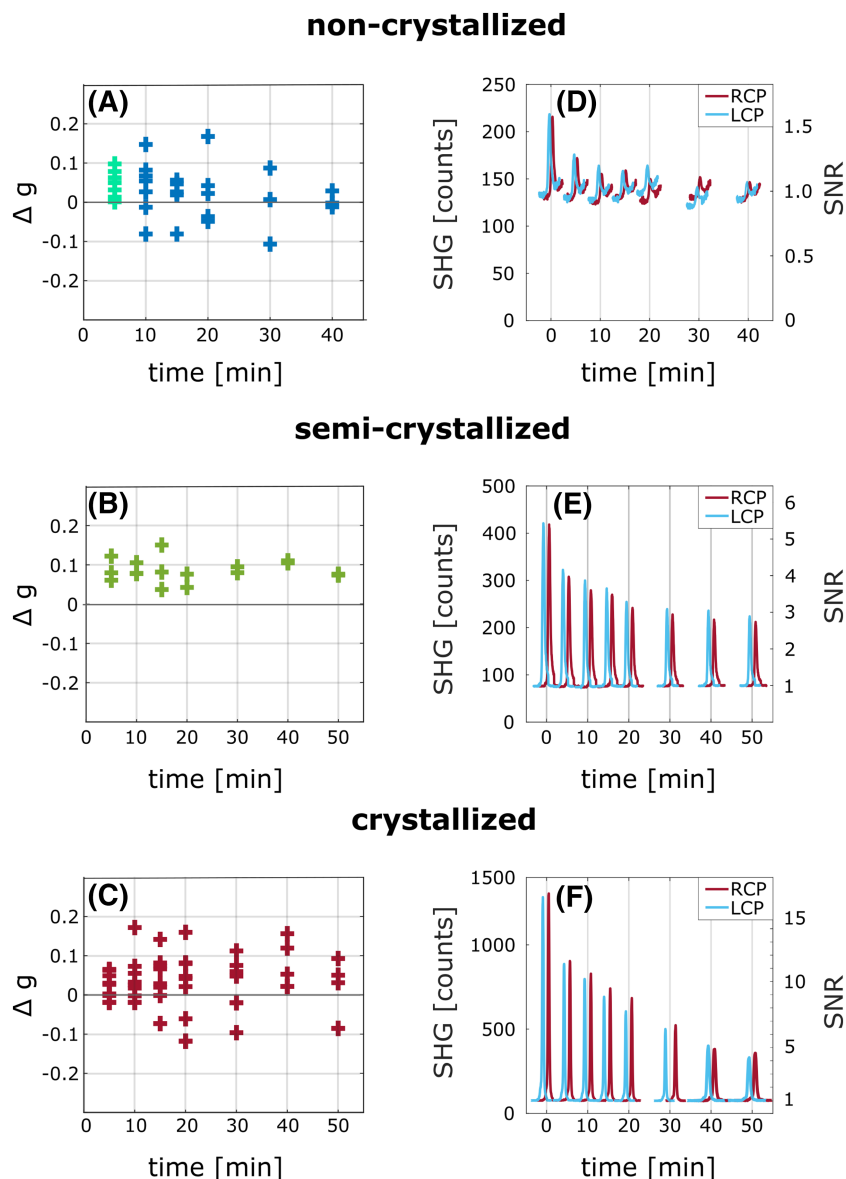 non-crystallized
(A)
0.2
0.1
0
-0.1
-0.2
Δ g
0 10 20 30 40
time [min]
(D)
RCP
LCP
250
200
150
100
50
0
SHG [counts]
1.5
1.0
0.5
0
SNR
0 10 20 30 40
time [min]
semi-crystallized
(B)
0.2
0.1
0
-0.1
-0.2
Δ g
0 10 20 30 40 50
time [min]
(E)
RCP
LCP
500
400
300
200
100
0
SHG [counts]
6
5
4
3
2
1
SNR
0 10 20 30 40 50
time [min]
crystallized
(C)
0.2
0.1
0
-0.1
-0.2
Δ g
0 10 20 30 40 50
time [min]
(F)
RCP
LCP
1500
1000
500
0
SHG [counts]
15
10
5
1
SNR
0 10 20 30 40 50
time [min]